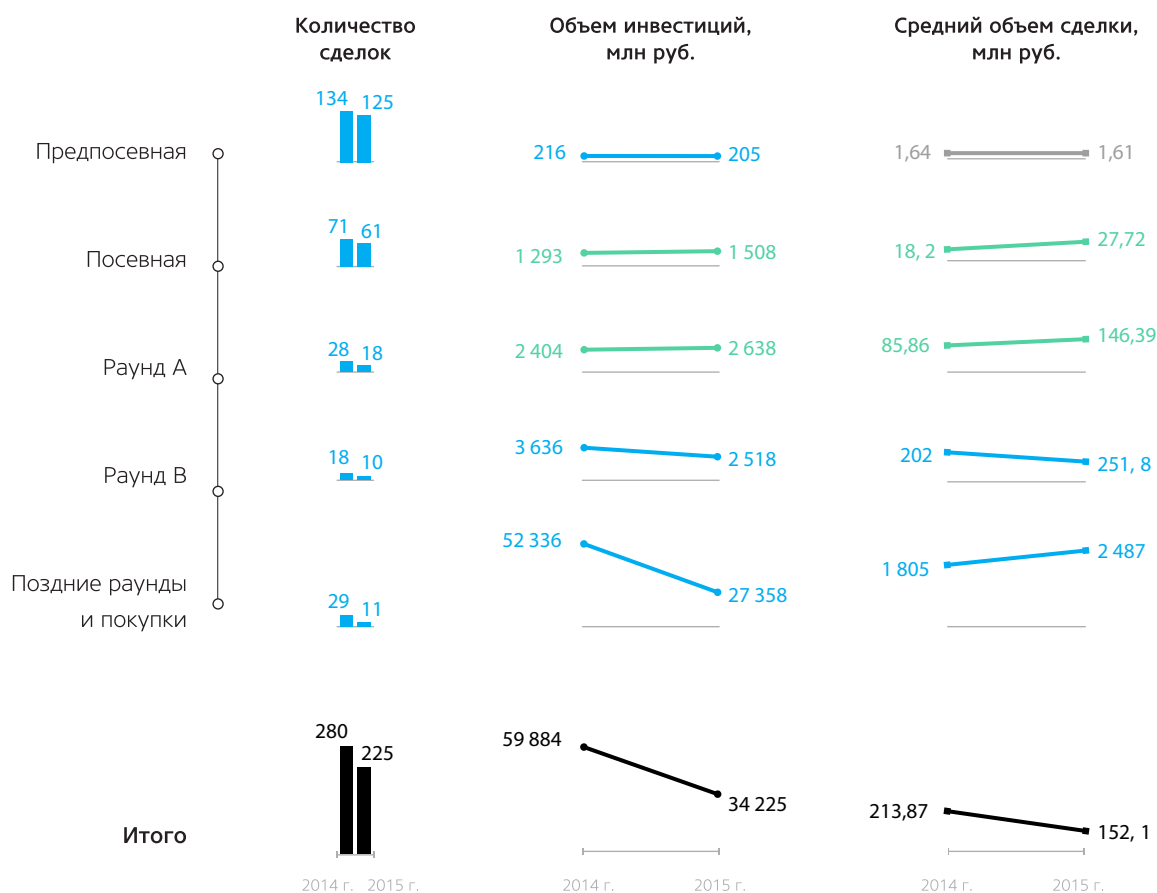 Количество
сделок
Объем инвестиций,
млн руб.
Средний объем сделки,
млн руб.
Предпосевная
134
125
216
205
1,64
1,61
Посевная
71
61
1 293
1 508
18, 2
27,72
Раунд А
28
18
2 404
2 638
85,86
146,39
Раунд В
18
10
3 636
2 518
202
251, 8
Поздние раунды
и покупки
29
11
52 336
27 358
1 805
2 487
Итого
280
225
59 884
34 225
213,87
152, 1
2014 г.
2015 г.
2014 г.
2015 г.
2014 г.
2015 г.